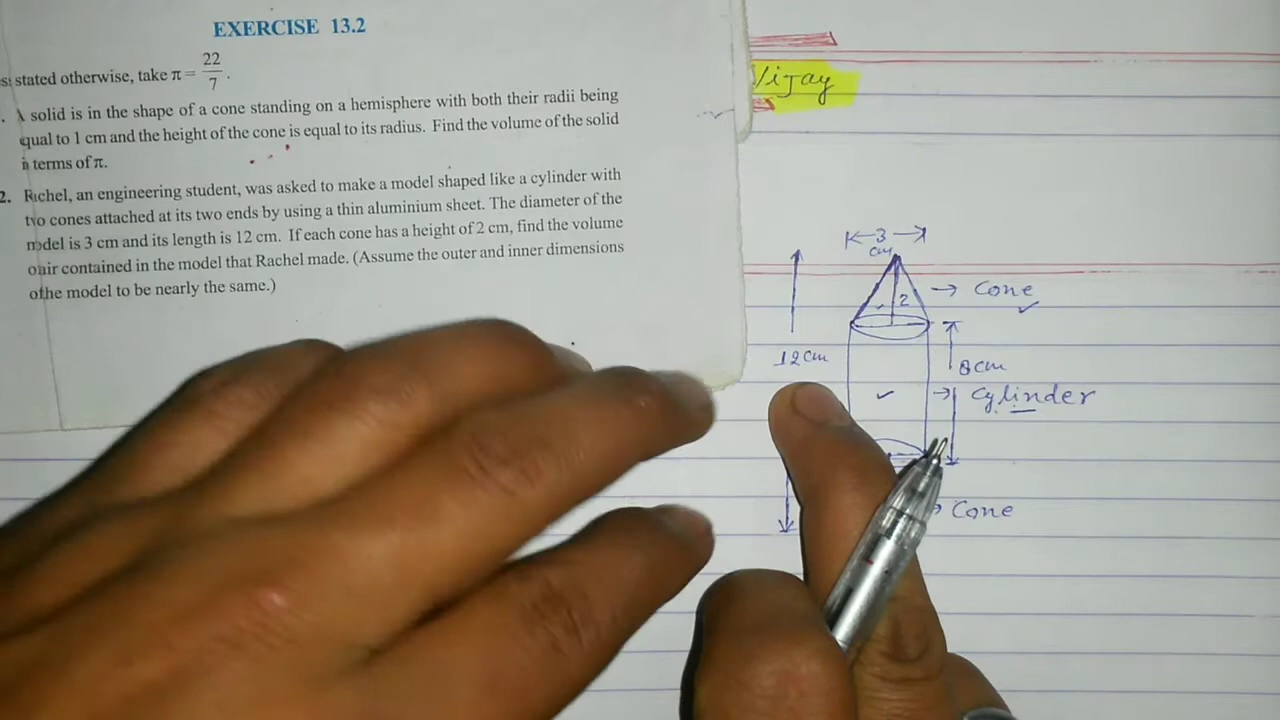 EXERCISE 13.2
stated otherwise, take π = 22/7.
solid is in the shape of a cone standing on a hemisphere with both their radii being
qual to 1 cm and the height of the cone is equal to its radius. Find the volume of the solid
terms of π.
2. Rachel, an engineering student, was asked to make a model shaped like a cylinder with
two cones attached at its two ends by using a thin aluminium sheet. The diameter of the
model is 3 cm and its length is 12 cm. If each cone has a height of 2 cm, find the volume
air contained in the model that Rachel made. (Assume the outer and inner dimensions
of the model to be nearly the same.)
Vijay
3
cm
2
Cone
12 cm
8 cm
Cylinder
Cone